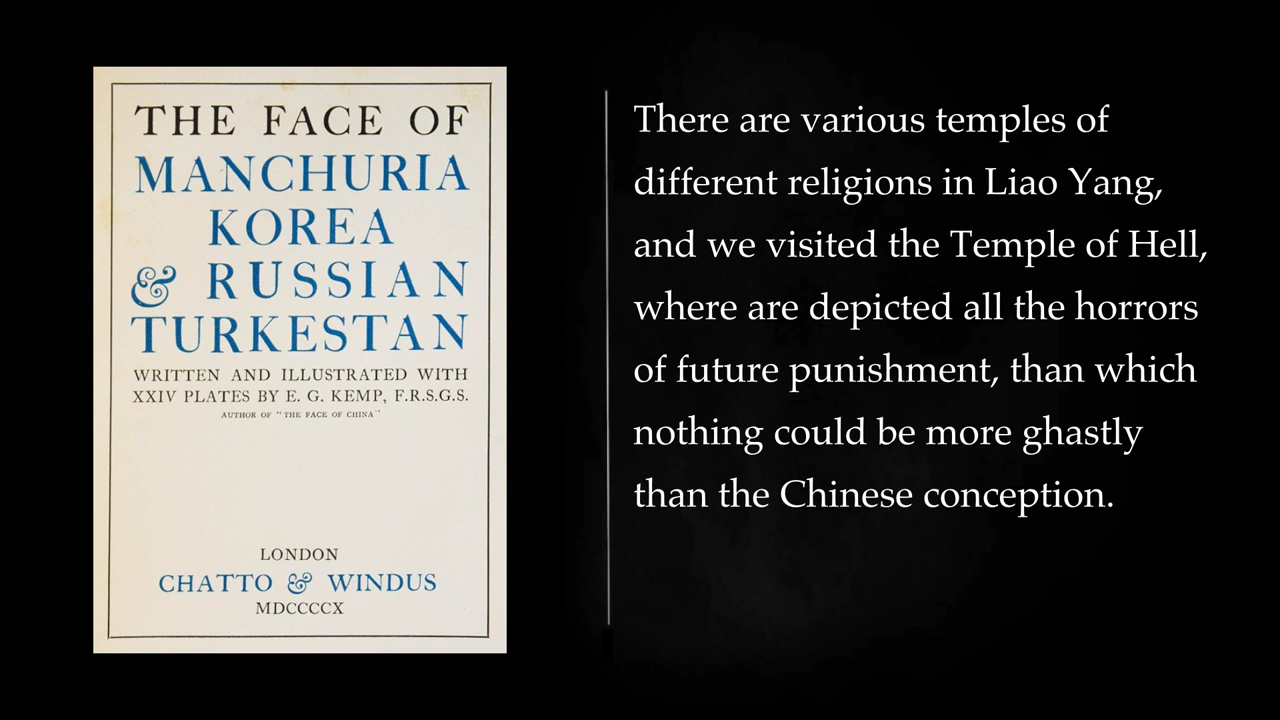 THE FACE OF
MANCHURIA
KOREA
& RUSSIAN
TURKESTAN
WRITTEN AND ILLUSTRATED WITH
XXIV PLATES BY E. G. KEMP, F.R.S.G.S.
AUTHOR OF "THE FACE OF CHINA"
LONDON
CHATTO & WINDUS
MDCCCCX
There are various temples of
different religions in Liao Yang,
and we visited the Temple of Hell,
where are depicted all the horrors
of future punishment, than which
nothing could be more ghastly
than the Chinese conception.